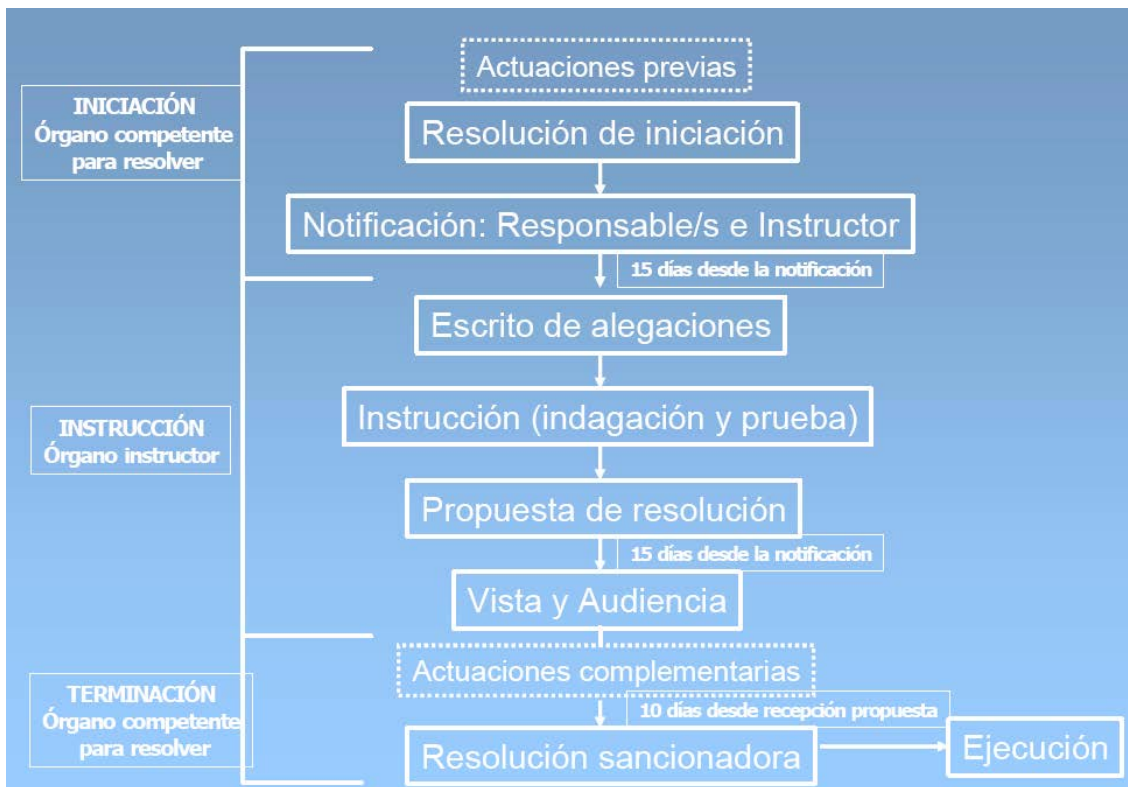 Actuaciones previas
INICIACIÓN
Órgano competente
para resolver
Resolución de iniciación
Notificación: Responsable/s e Instructor
15 días desde la notificación
Escrito de alegaciones
INSTRUCCIÓN
Órgano instructor
Instrucción (indagación y prueba)
Propuesta de resolución
15 días desde la notificación
Vista y Audiencia
Actuaciones complementarias
TERMINACIÓN
Órgano competente
para resolver
10 días desde recepción propuesta
Resolución sancionadora
Ejecución